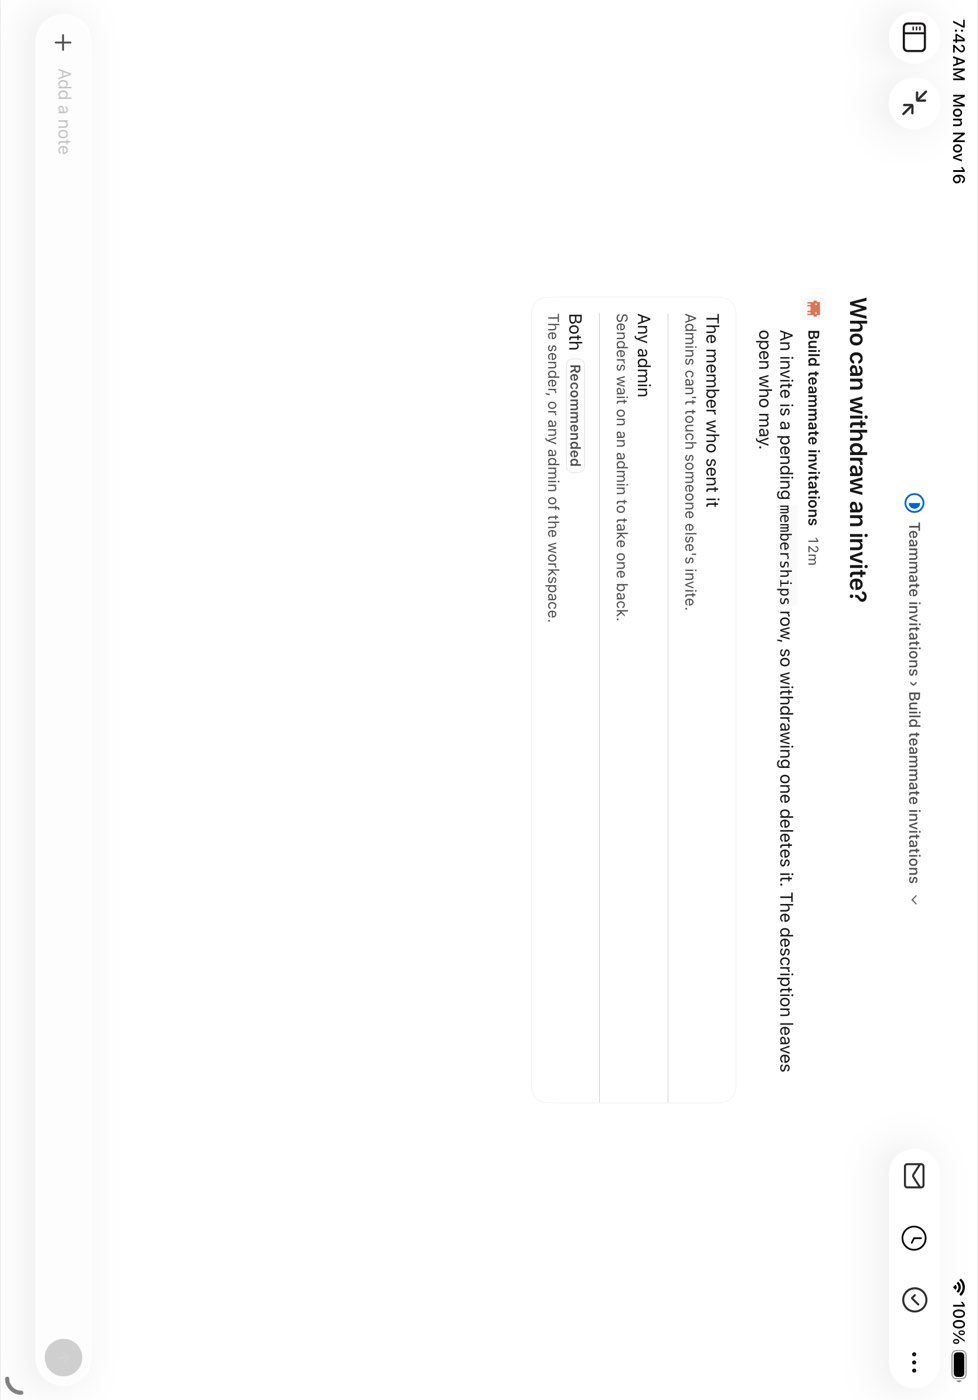 7:42 AM Mon Nov 16
100%
Teammate invitations › Build teammate invitations
Who can withdraw an invite?
Build teammate invitations 12m
An invite is a pending memberships row, so withdrawing one deletes it. The description leaves
open who may.
The member who sent it
Admins can't touch someone else's invite.
Any admin
Senders wait on an admin to take one back.
Both Recommended
The sender, or any admin of the workspace.
Add a note